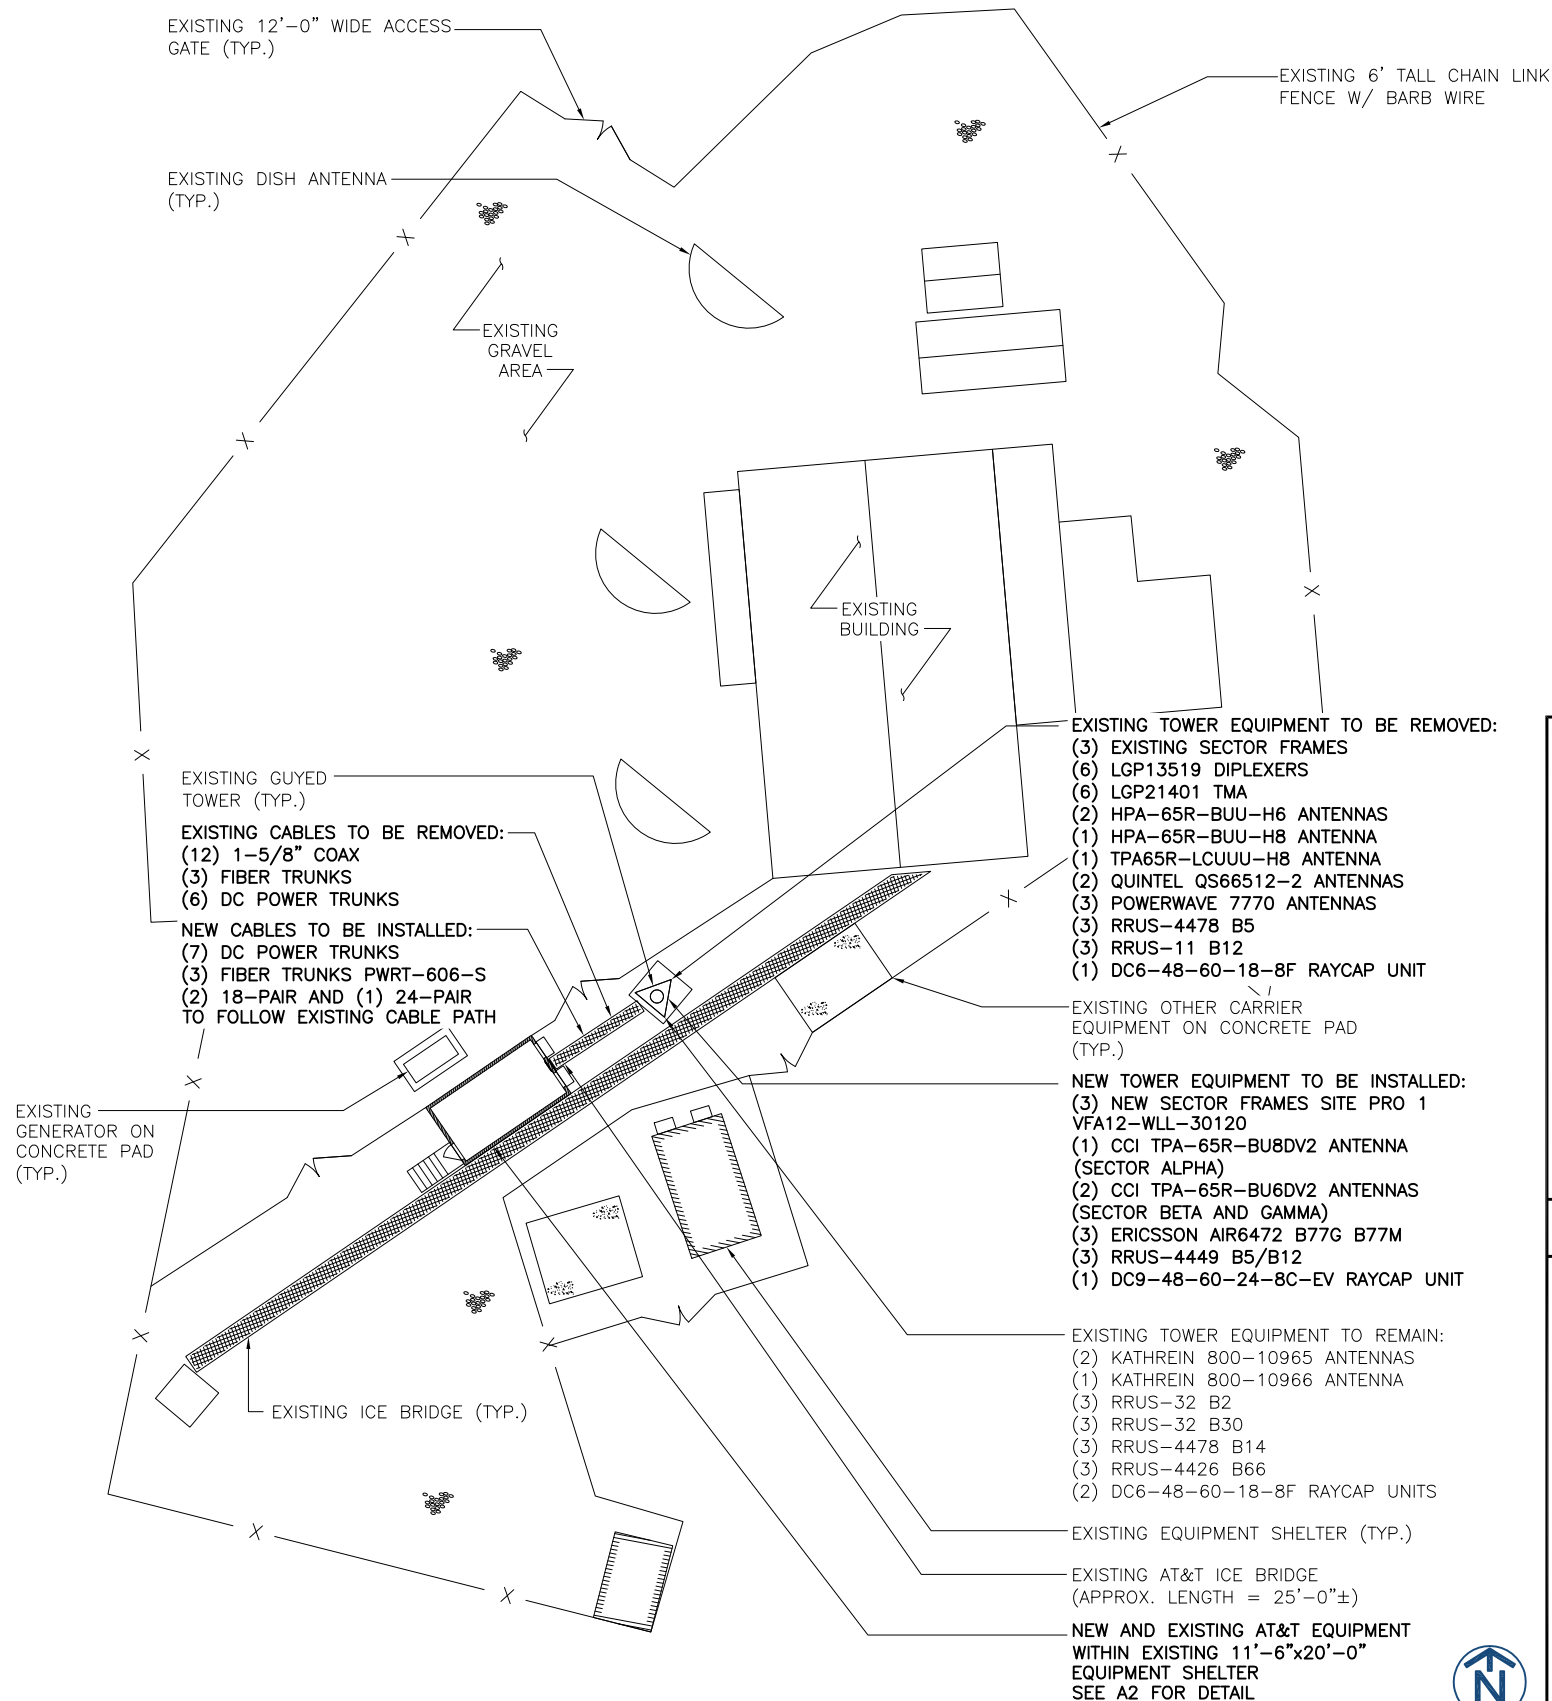 EXISTING 12'-0" WIDE ACCESS
GATE (TYP.)
EXISTING 6' TALL CHAIN LINK
FENCE W/ BARB WIRE
EXISTING DISH ANTENNA
(TYP.)
EXISTING
GRAVEL
AREA
EXISTING
BUILDING
EXISTING GUYED
TOWER (TYP.)
EXISTING CABLES TO BE REMOVED:
(12) 1-5/8" COAX
(3) FIBER TRUNKS
(6) DC POWER TRUNKS
NEW CABLES TO BE INSTALLED:
(7) DC POWER TRUNKS
(3) FIBER TRUNKS PWRT-606-S
(2) 18-PAIR AND (1) 24-PAIR
TO FOLLOW EXISTING CABLE PATH
EXISTING
GENERATOR ON
CONCRETE PAD
(TYP.)
EXISTING ICE BRIDGE (TYP.)
EXISTING TOWER EQUIPMENT TO BE REMOVED:
(3) EXISTING SECTOR FRAMES
(6) LGP13519 DIPLEXERS
(6) LGP21401 TMA
(2) HPA-65R-BUU-H6 ANTENNAS
(1) HPA-65R-BUU-H8 ANTENNA
(1) TPA65R-LCUUU-H8 ANTENNA
(2) QUINTEL QS66512-2 ANTENNAS
(3) POWERWAVE 7770 ANTENNAS
(3) RRUS-4478 B5
(3) RRUS-11 B12
(1) DC6-48-60-18-8F RAYCAP UNIT
EXISTING OTHER CARRIER
EQUIPMENT ON CONCRETE PAD
(TYP.)
NEW TOWER EQUIPMENT TO BE INSTALLED:
(3) NEW SECTOR FRAMES SITE PRO 1
VFA12-WLL-30120
(1) CCI TPA-65R-BU8DV2 ANTENNA
(SECTOR ALPHA)
(2) CCI TPA-65R-BU6DV2 ANTENNAS
(SECTOR BETA AND GAMMA)
(3) ERICSSON AIR6472 B77G B77M
(3) RRUS-4449 B5/B12
(1) DC9-48-60-24-8C-EV RAYCAP UNIT
EXISTING TOWER EQUIPMENT TO REMAIN:
(2) KATHREIN 800-10965 ANTENNAS
(1) KATHREIN 800-10966 ANTENNA
(3) RRUS-32 B2
(3) RRUS-32 B30
(3) RRUS-4478 B14
(3) RRUS-4426 B66
(2) DC6-48-60-18-8F RAYCAP UNITS
EXISTING EQUIPMENT SHELTER (TYP.)
EXISTING AT&T ICE BRIDGE
(APPROX. LENGTH = 25'-0"±)
NEW AND EXISTING AT&T EQUIPMENT
WITHIN EXISTING 11'-6"x20'-0"
EQUIPMENT SHELTER
SEE A2 FOR DETAIL
N